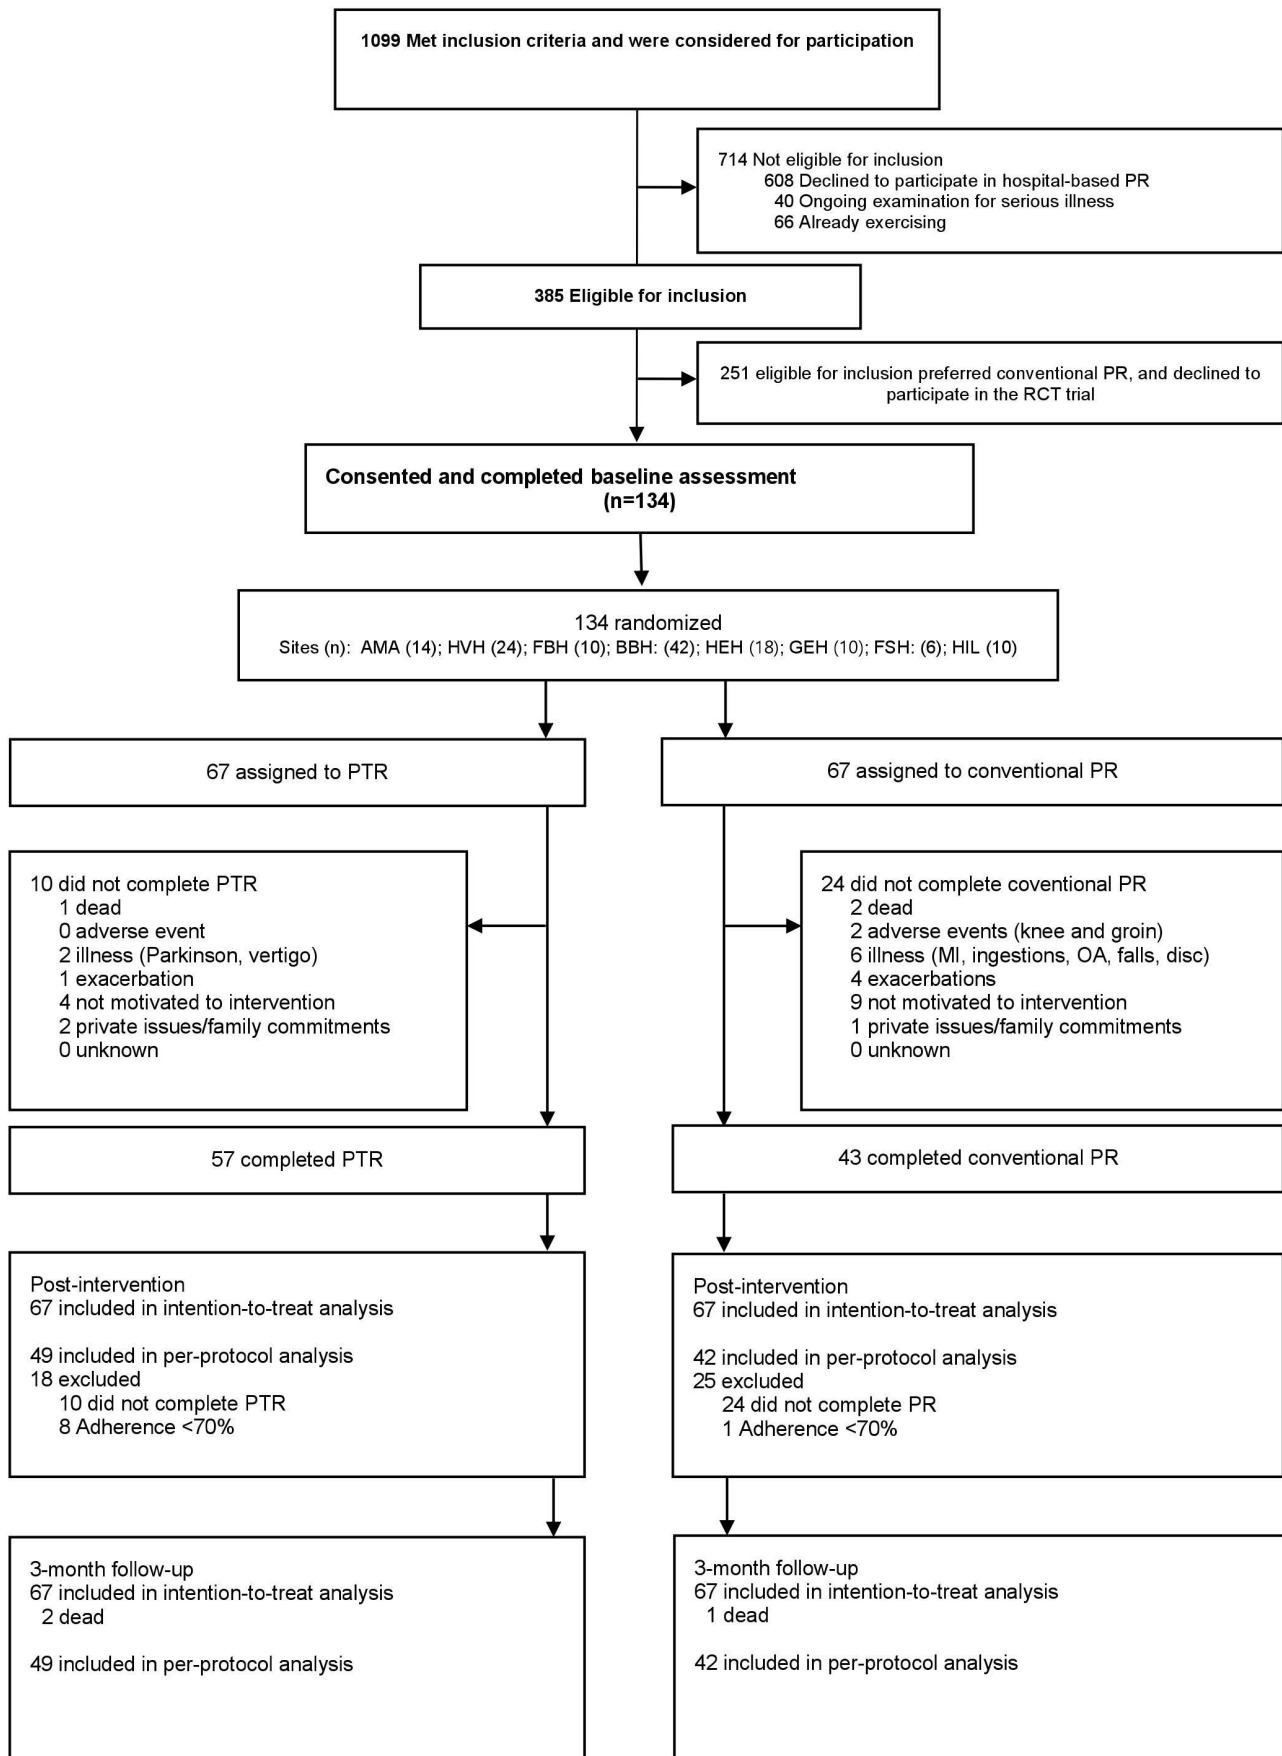 1099 Met inclusion criteria and were considered for participation
714 Not eligible for inclusion
608 Declined to participate in hospital-based PR
40 Ongoing examination for serious illness
66 Already exercising
385 Eligible for inclusion
251 eligible for inclusion preferred conventional PR, and declined to
participate in the RCT trial
Consented and completed baseline assessment
(n=134)
134 randomized
Sites (n): AMA (14); HVH (24); FBH (10); BBH: (42); HEH (18); GEH (10); FSH: (6); HIL (10)
67 assigned to PTR
67 assigned to conventional PR
10 did not complete PTR
1 dead
0 adverse event
2 illness (Parkinson, vertigo)
1 exacerbation
4 not motivated to intervention
2 private issues/family commitments
0 unknown
24 did not complete coventional PR
2 dead
2 adverse events (knee and groin)
6 illness (MI, ingestions, OA, falls, disc)
4 exacerbations
9 not motivated to intervention
1 private issues/family commitments
0 unknown
57 completed PTR
43 completed conventional PR
Post-intervention
67 included in intention-to-treat analysis
49 included in per-protocol analysis
18 excluded
10 did not complete PTR
8 Adherence <70%
Post-intervention
67 included in intention-to-treat analysis
42 included in per-protocol analysis
25 excluded
24 did not complete PR
1 Adherence <70%
3-month follow-up
67 included in intention-to-treat analysis
2 dead
49 included in per-protocol analysis
3-month follow-up
67 included in intention-to-treat analysis
1 dead
42 included in per-protocol analysis